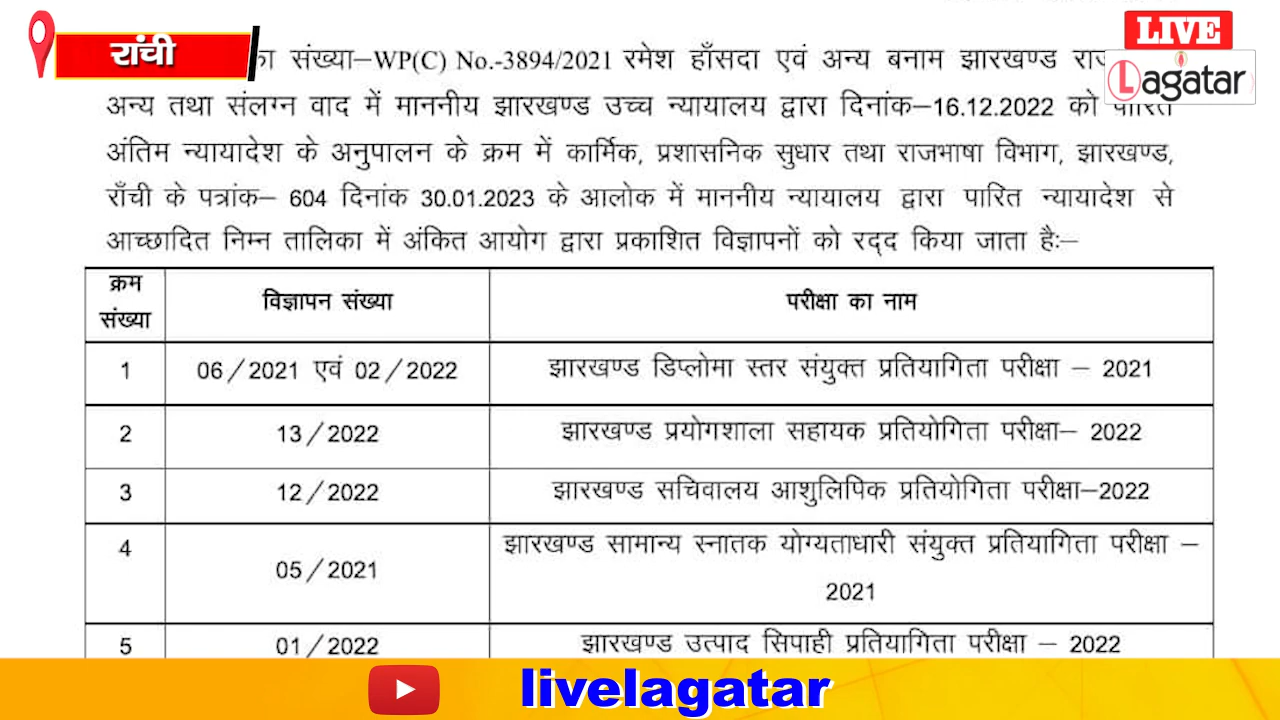 रांची
LIVE
Lagatar
संख्या–WP(C) No.-3894/2021 रमेश हाँसदा एवं अन्य बनाम झारखण्ड
अन्य तथा संलग्न वाद में माननीय झारखण्ड उच्च न्यायालय द्वारा दिनांक–16.12.2022 को पारित
अंतिम न्यायादेश के अनुपालन के क्रम में कार्मिक, प्रशासनिक सुधार तथा राजभाषा विभाग, झारखण्ड,
राँची के पत्रांक– 604 दिनांक 30.01.2023 के आलोक में माननीय न्यायालय द्वारा पारित न्यायादेश से
आच्छादित निम्न तालिका में अंकित आयोग द्वारा प्रकाशित विज्ञापनों को रद्द किया जाता हैः–
क्रम संख्या विज्ञापन संख्या परीक्षा का नाम
1 06/2021 एवं 02/2022 झारखण्ड डिप्लोमा स्तर संयुक्त प्रतियागिता परीक्षा – 2021
2 13/2022 झारखण्ड प्रयोगशाला सहायक प्रतियोगिता परीक्षा– 2022
3 12/2022 झारखण्ड सचिवालय आशुलिपिक प्रतियोगिता परीक्षा–2022
4 05/2021 झारखण्ड सामान्य स्नातक योग्यताधारी संयुक्त प्रतियागिता परीक्षा –
2021
5 01/2022 झारखण्ड उत्पाद सिपाही प्रतियागिता परीक्षा – 2022
livelagatar